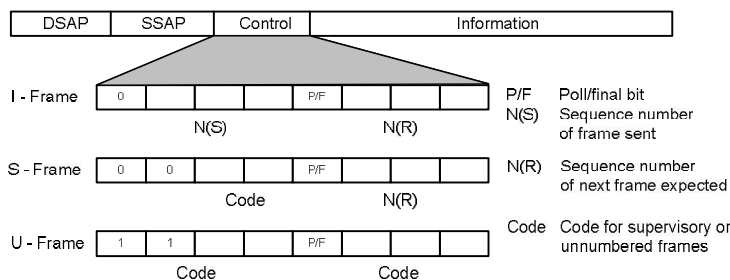 DSAP SSAP Control Information
I - Frame 0 P/F
N(S) N(R)
P/F Poll/final bit
N(S) Sequence number
of frame sent
S - Frame 0 0 P/F
Code N(R)
N(R) Sequence number
of next frame expected
U - Frame 1 1 P/F
Code Code
Code Code for supervisory or
unnumbered frames